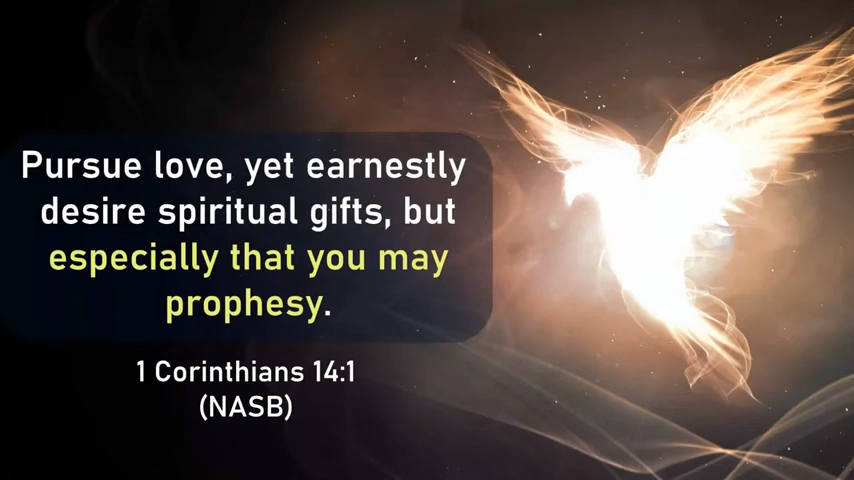 Pursue love, yet earnestly
desire spiritual gifts, but
especially that you may
prophesy.
1 Corinthians 14:1
(NASB)